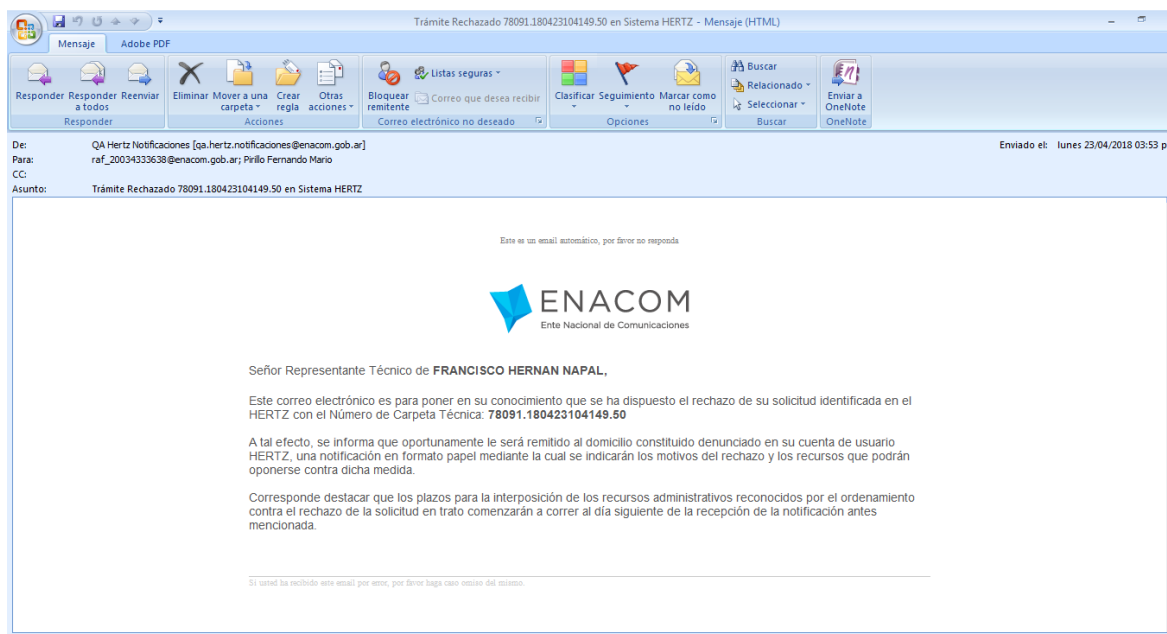 Trámite Rechazado 78091.180423104149.50 en Sistema HERTZ - Mensaje (HTML)
Mensaje Adobe PDF
Responder Responder a todos Reenviar
Eliminar Mover a una carpeta Crear regla Otras acciones
Bloquear remitente Listas seguras Correo que desea recibir
Clasificar Seguimiento Marcar como no leído
Buscar Relacionado Seleccionar
Enviar a OneNote
Responder Acciones Correo electrónico no deseado Opciones Buscar OneNote
De: QA Hertz Notificaciones [qa.hertz.notificaciones@enacom.gob.ar] Enviado el: lunes 23/04/2018 03:53 p
Para: raf_20034333638@enacom.gob.ar; Pirillo Fernando Mario
CC:
Asunto: Trámite Rechazado 78091.180423104149.50 en Sistema HERTZ
Este es un email automático, por favor no responda
ENACOM
Ente Nacional de Comunicaciones
Señor Representante Técnico de FRANCISCO HERNAN NAPAL,
Este correo electrónico es para poner en su conocimiento que se ha dispuesto el rechazo de su solicitud identificada en el
HERTZ con el Número de Carpeta Técnica: 78091.180423104149.50
A tal efecto, se informa que oportunamente le será remitido al domicilio constituido denunciado en su cuenta de usuario
HERTZ, una notificación en formato papel mediante la cual se indicarán los motivos del rechazo y los recursos que podrán
oponerse contra dicha medida.
Corresponde destacar que los plazos para la interposición de los recursos administrativos reconocidos por el ordenamiento
contra el rechazo de la solicitud en trato comenzarán a correr al día siguiente de la recepción de la notificación antes
mencionada.
Si usted ha recibido este email por error, por favor haga caso omiso del mismo.